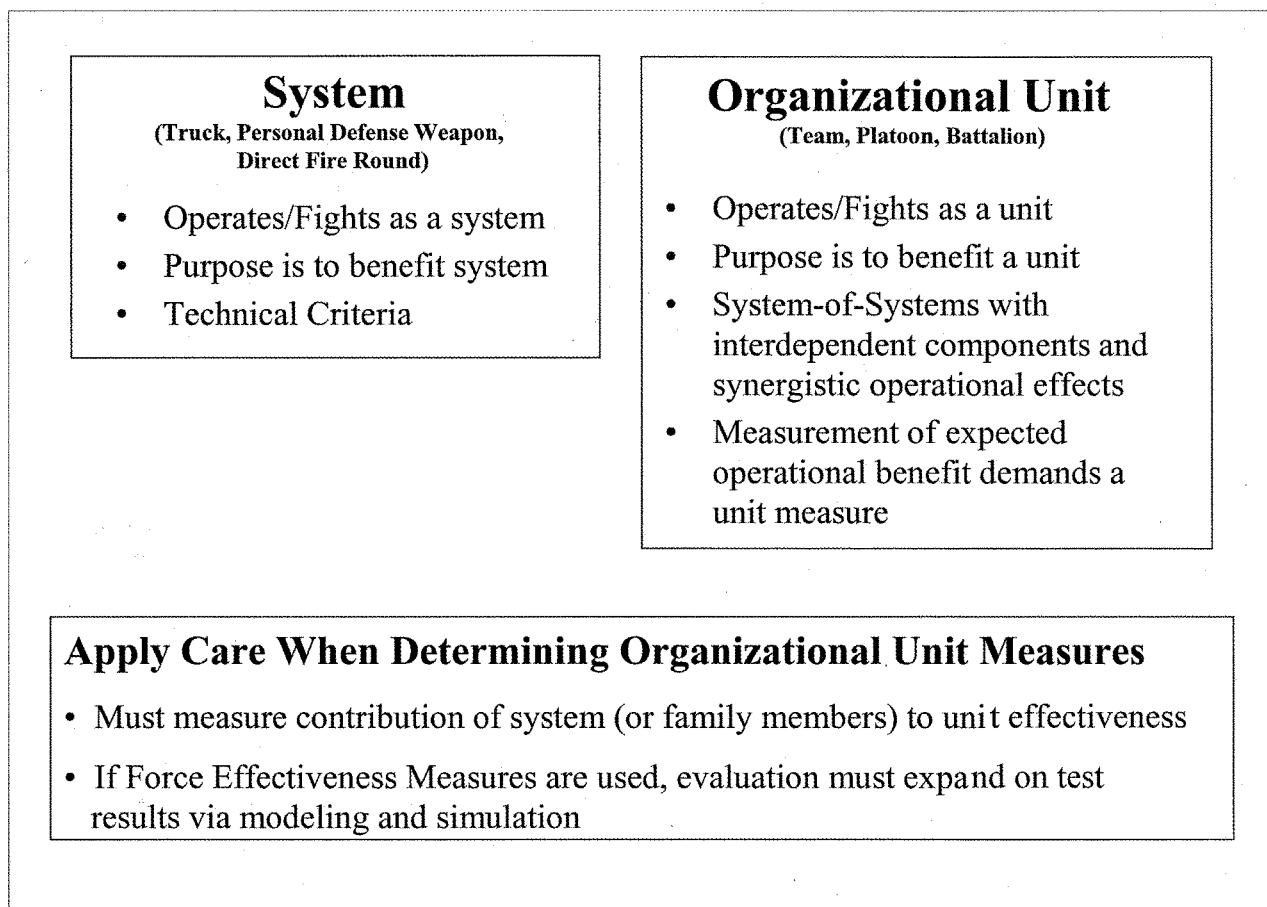 System
(Truck, Personal Defense Weapon,
Direct Fire Round)
• Operates/Fights as a system
• Purpose is to benefit system
• Technical Criteria
Organizational Unit
(Team, Platoon, Battalion)
• Operates/Fights as a unit
• Purpose is to benefit a unit
• System-of-Systems with
interdependent components and
synergistic operational effects
• Measurement of expected
operational benefit demands a
unit measure
Apply Care When Determining Organizational Unit Measures
• Must measure contribution of system (or family members) to unit effectiveness
• If Force Effectiveness Measures are used, evaluation must expand on test
results via modeling and simulation